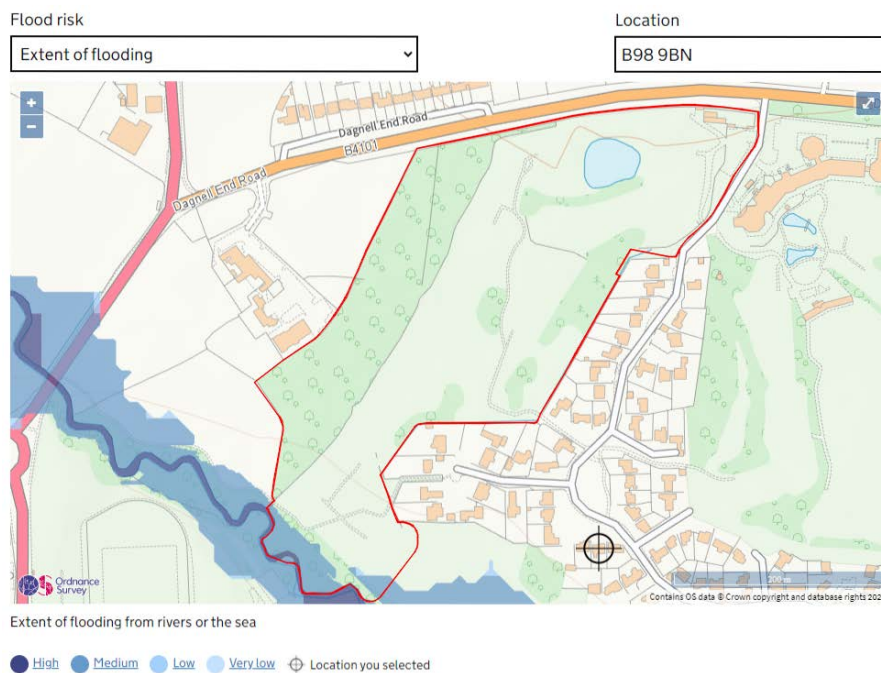 Flood risk
Location
Extent of flooding
B98 9BN
+
−
Dagnell End Road
B4101
Dagnell End Road
200 m
Ordnance
Survey
Contains OS data © Crown copyright and database rights 202
Extent of flooding from rivers or the sea
High
Medium
Low
Very low
Location you selected